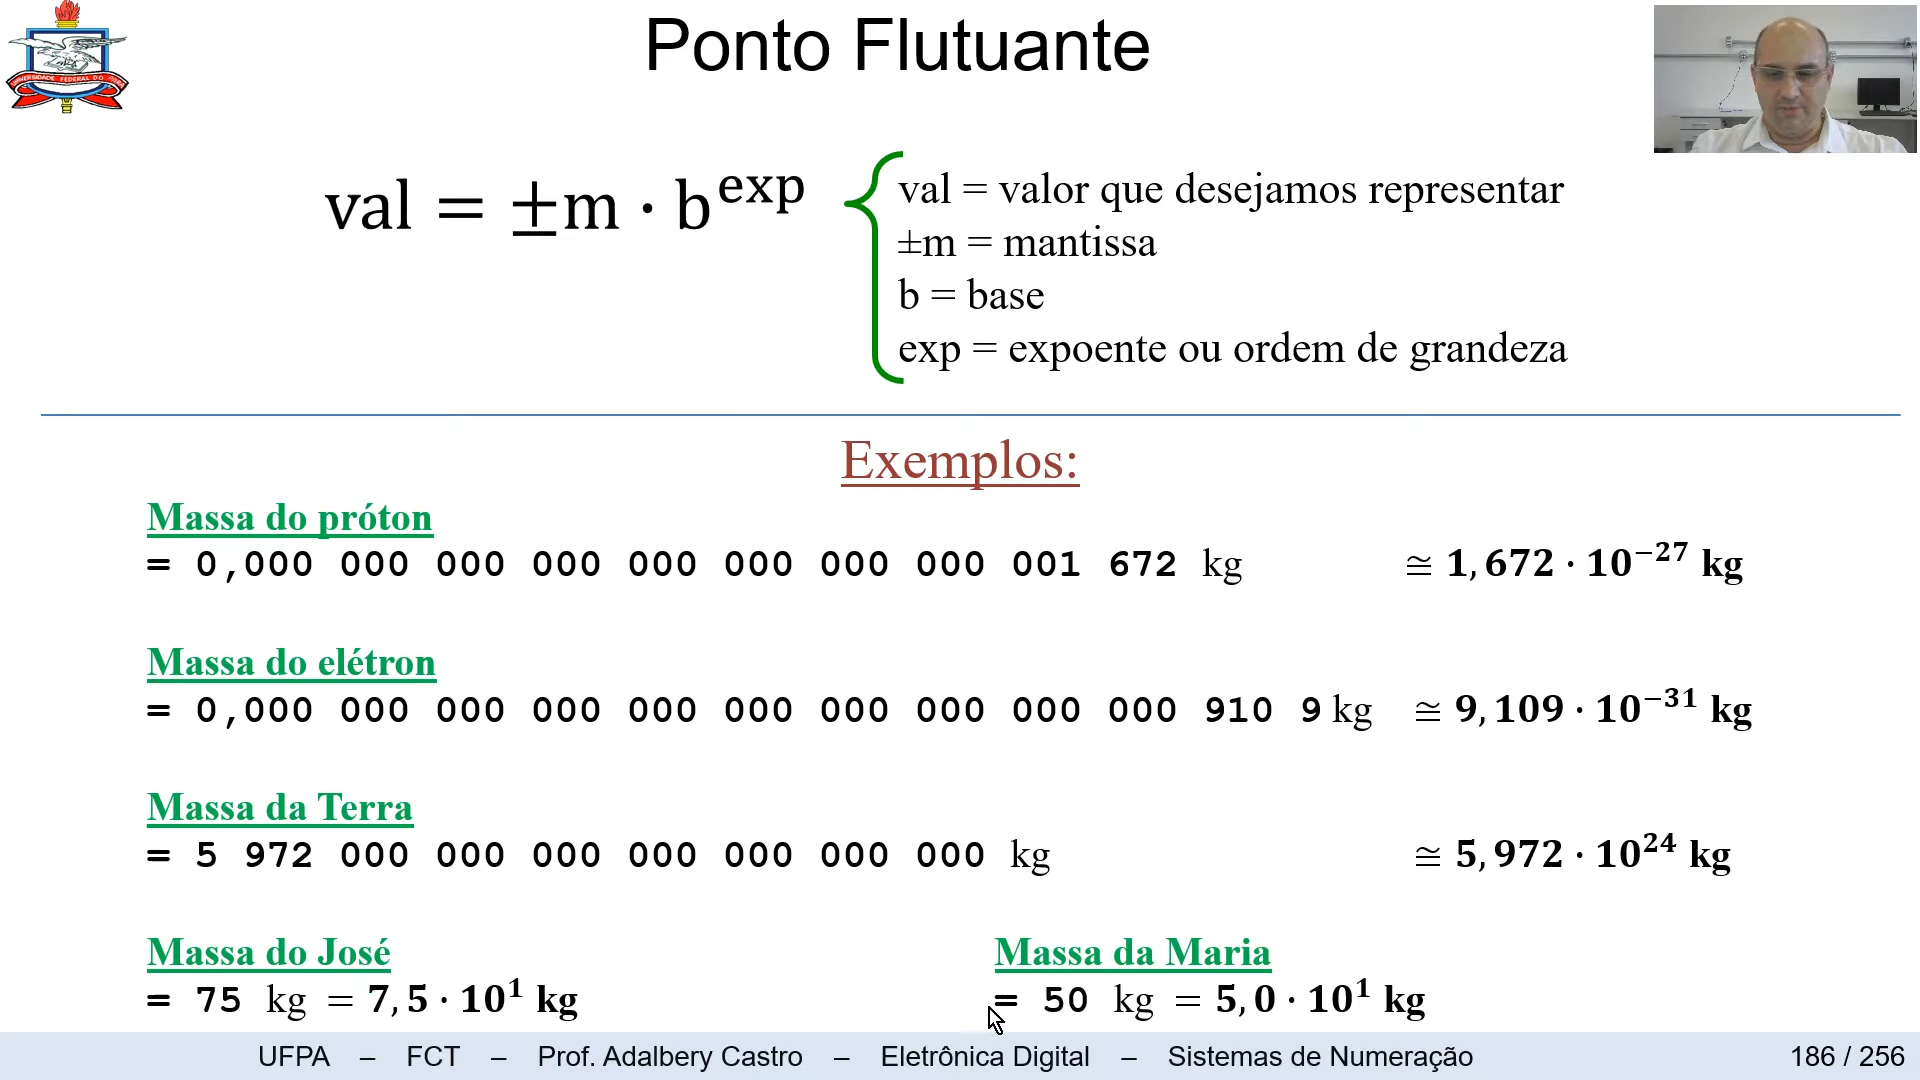 Ponto Flutuante
UNIVERSIDADE FEDERAL DO PARÁ
val = ±m · b^exp
val = valor que desejamos representar
±m = mantissa
b = base
exp = expoente ou ordem de grandeza
Exemplos:
Massa do próton
= 0,000 000 000 000 000 000 000 000 001 672 kg ≅ 1,672 · 10⁻²⁷ kg
Massa do elétron
= 0,000 000 000 000 000 000 000 000 000 000 910 9 kg ≅ 9,109 · 10⁻³¹ kg
Massa da Terra
= 5 972 000 000 000 000 000 000 000 kg ≅ 5,972 · 10²⁴ kg
Massa do José
= 75 kg = 7,5 · 10¹ kg
Massa da Maria
= 50 kg = 5,0 · 10¹ kg
UFPA – FCT – Prof. Adalbery Castro – Eletrônica Digital – Sistemas de Numeração 186 / 256